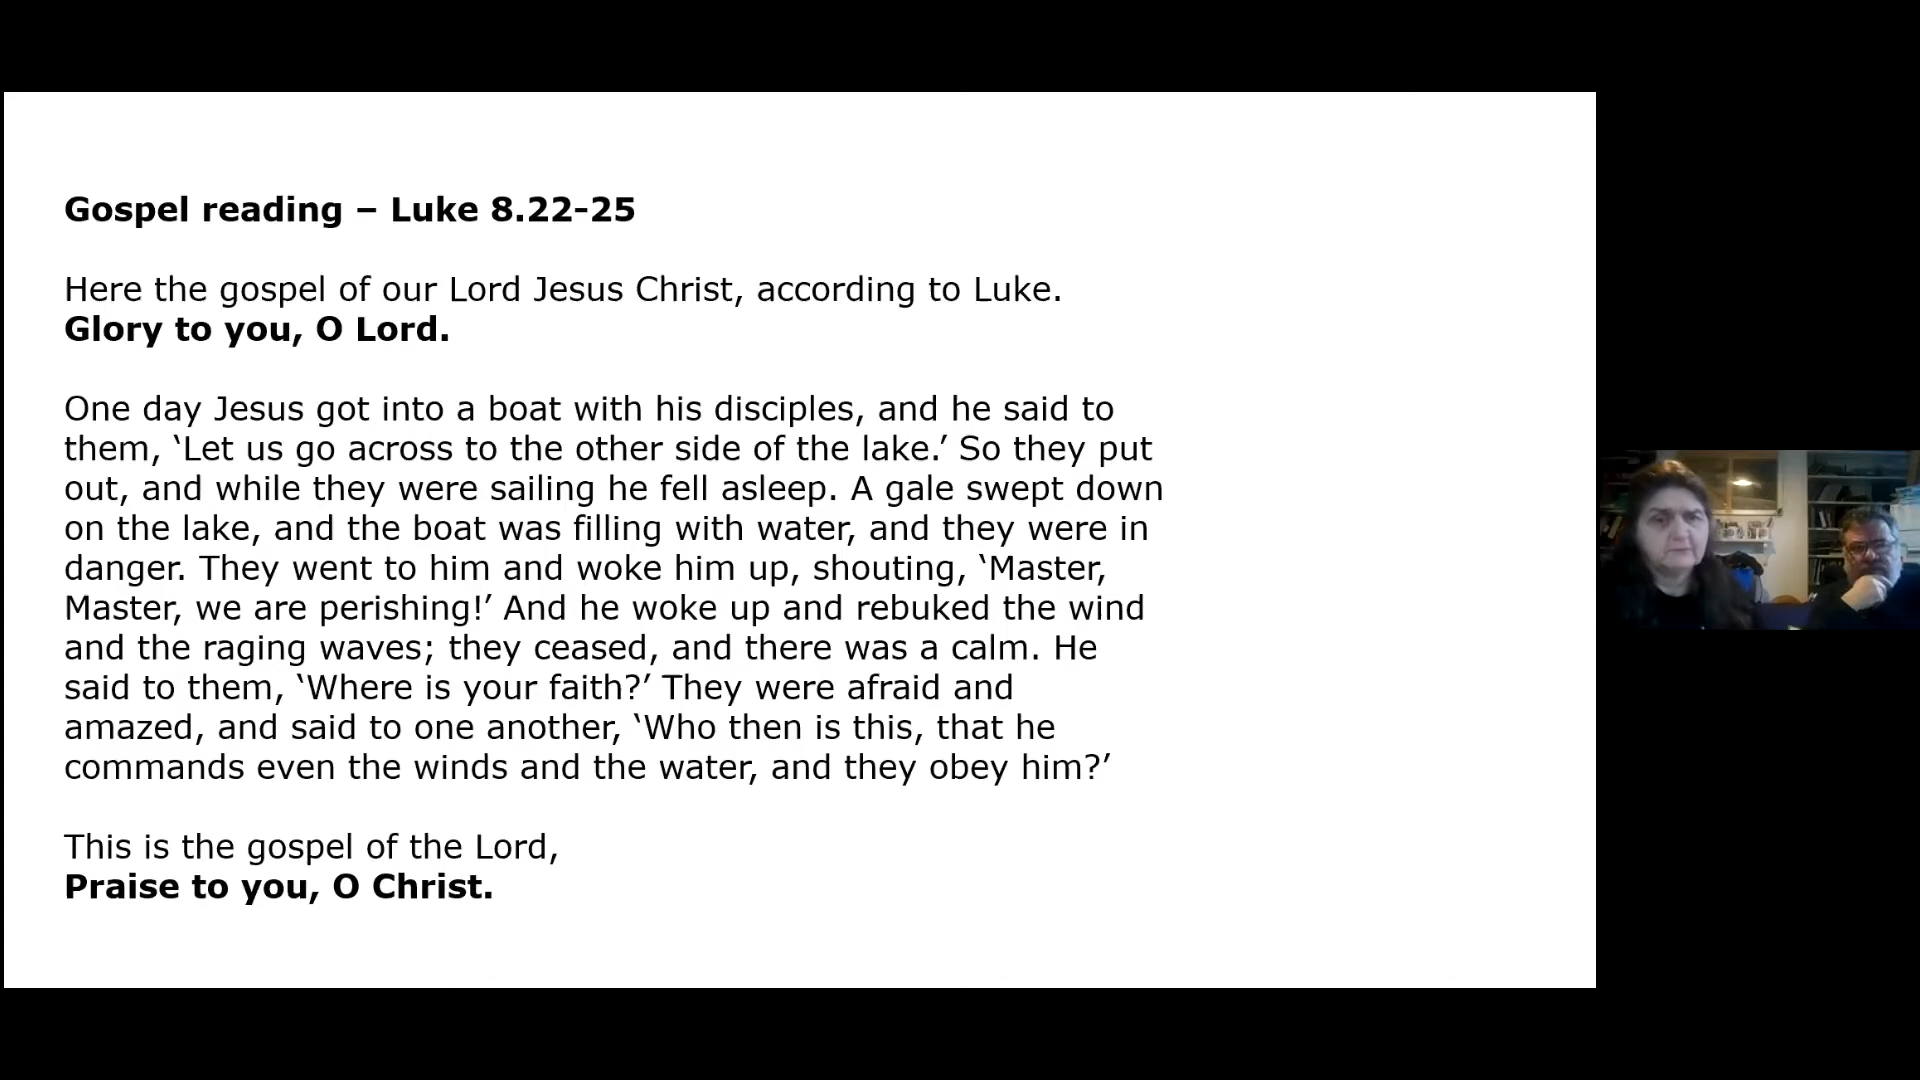 Gospel reading – Luke 8.22-25
Here the gospel of our Lord Jesus Christ, according to Luke.
Glory to you, O Lord.
One day Jesus got into a boat with his disciples, and he said to
them, ‘Let us go across to the other side of the lake.’ So they put
out, and while they were sailing he fell asleep. A gale swept down
on the lake, and the boat was filling with water, and they were in
danger. They went to him and woke him up, shouting, ‘Master,
Master, we are perishing!’ And he woke up and rebuked the wind
and the raging waves; they ceased, and there was a calm. He
said to them, ‘Where is your faith?’ They were afraid and
amazed, and said to one another, ‘Who then is this, that he
commands even the winds and the water, and they obey him?’
This is the gospel of the Lord,
Praise to you, O Christ.